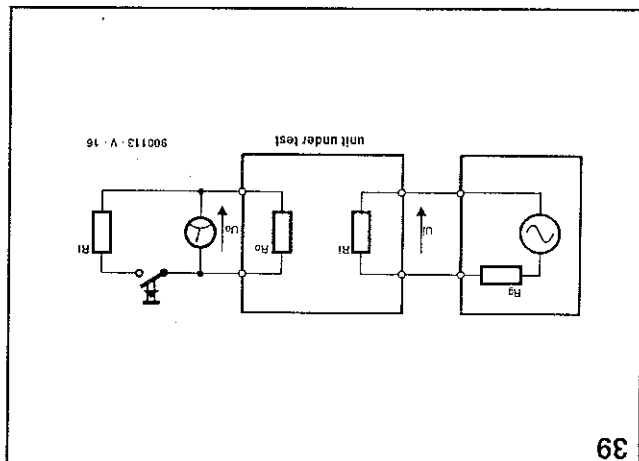 39
Rg
Ui
Ri
Ro
Uo
Rl
unit under test
900113 - V - 16